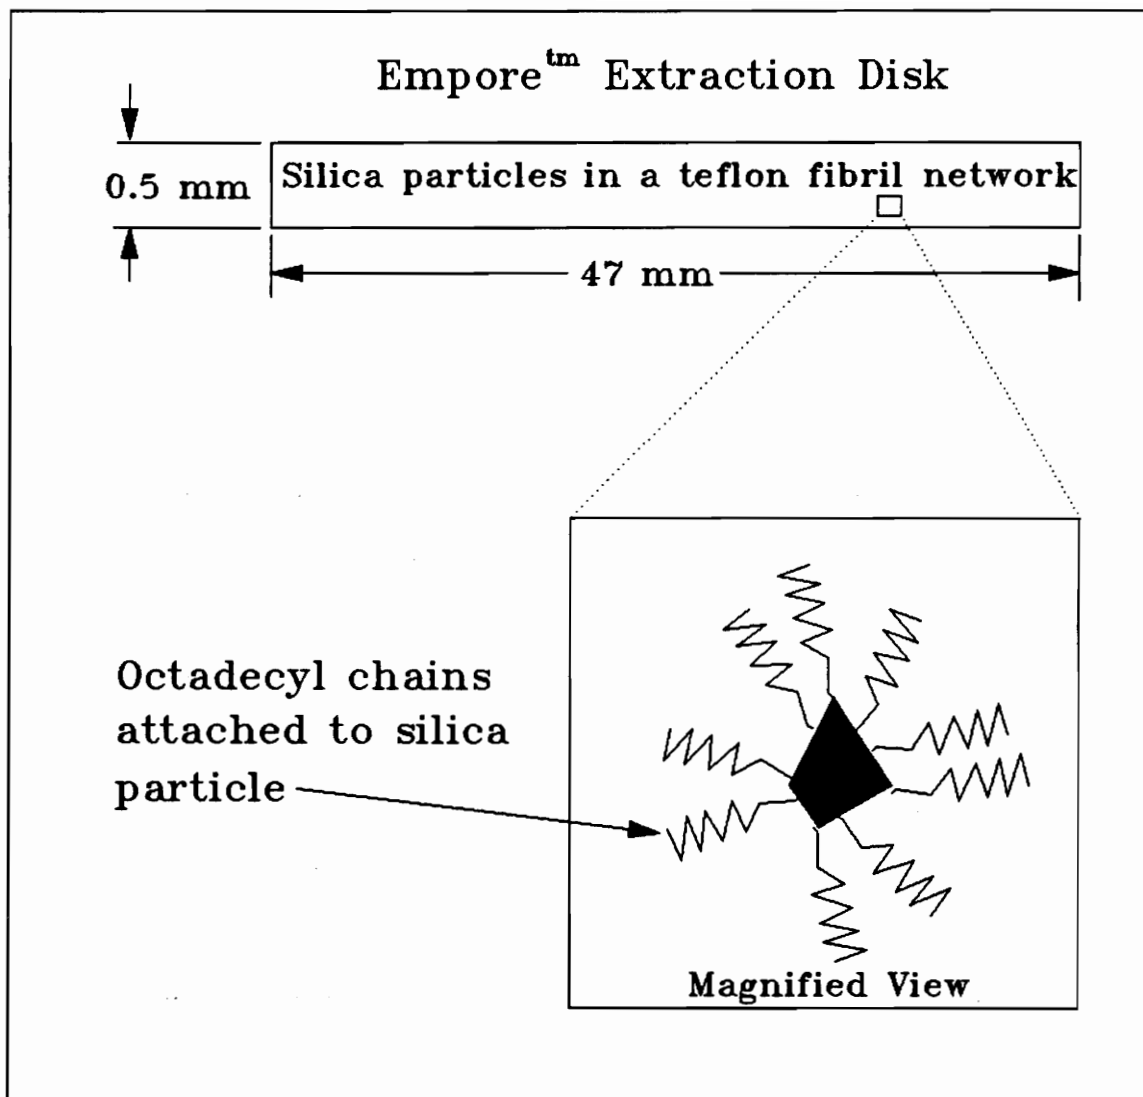 Empore™ Extraction Disk
0.5 mm
Silica particles in a teflon fibril network
47 mm
Octadecyl chains
attached to silica
particle
Magnified View